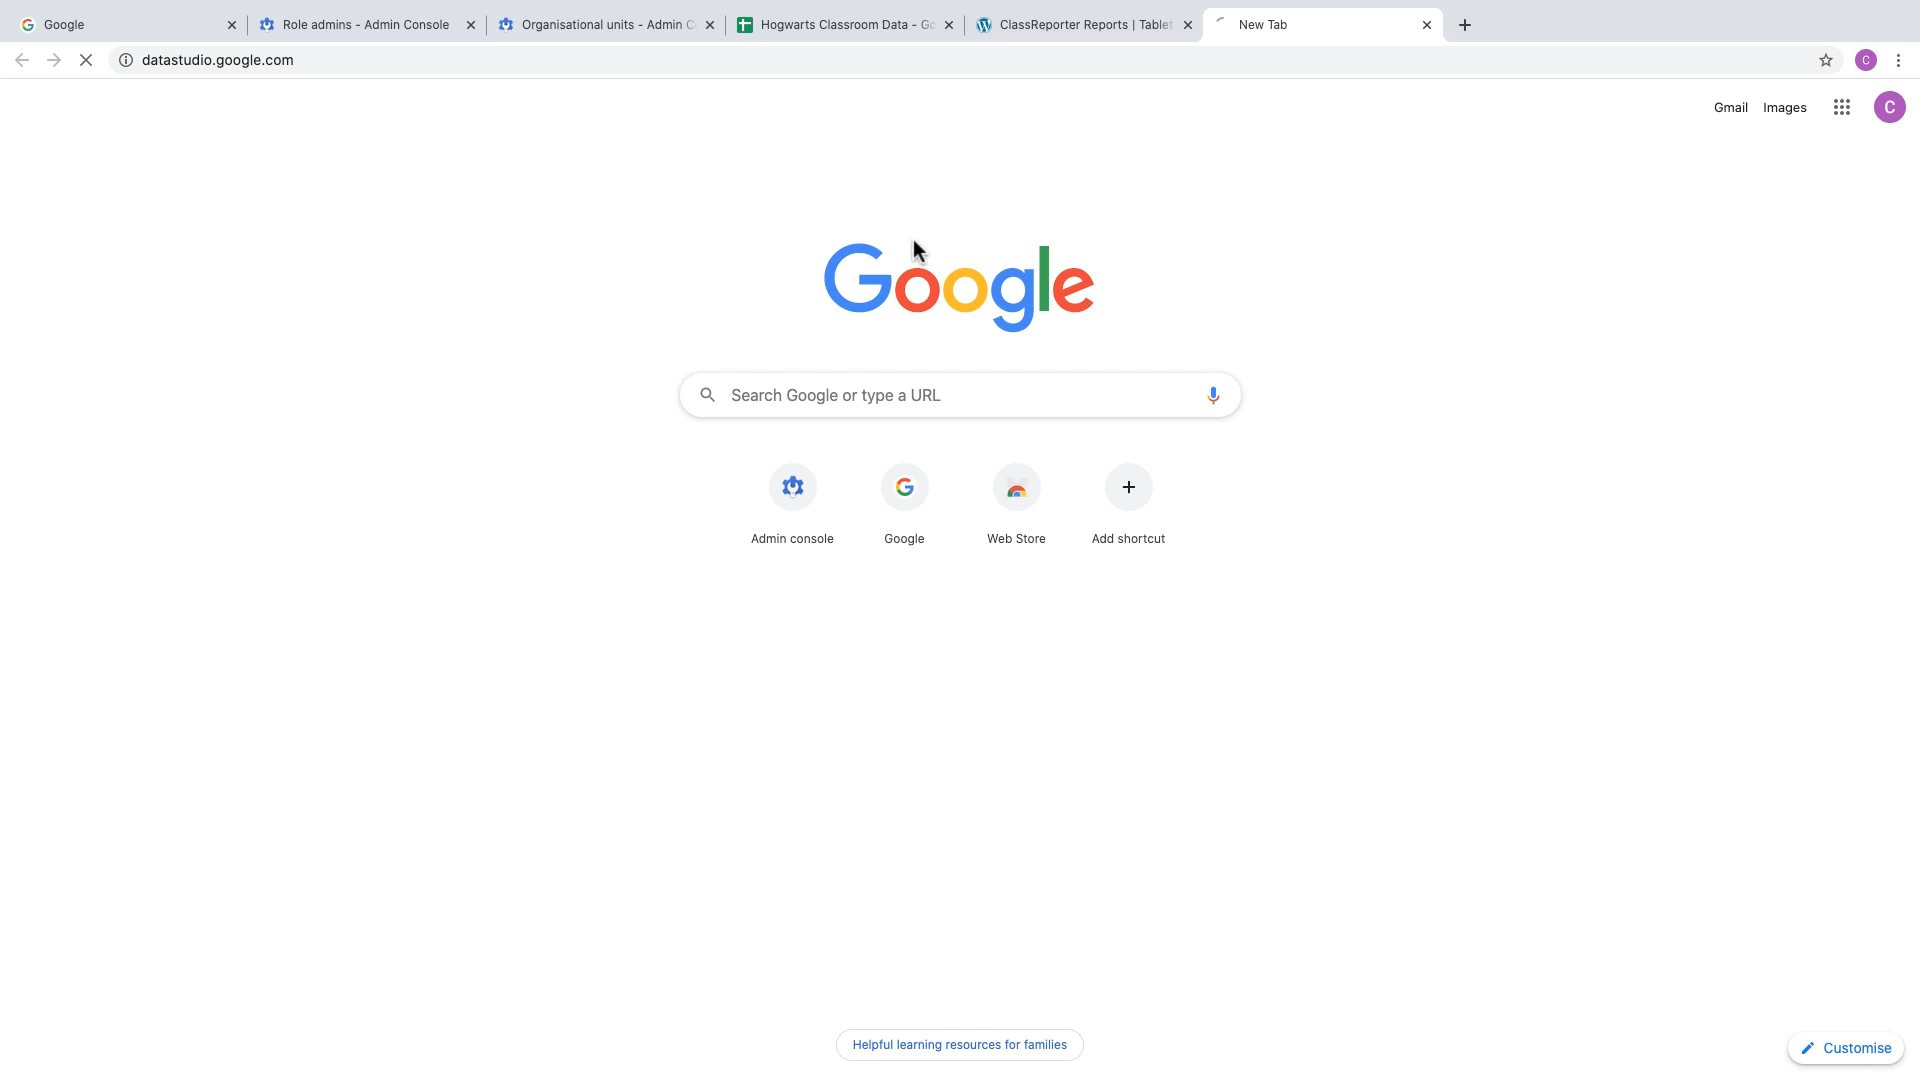 Google
Role admins - Admin Console
Organisational units - Admin C
Hogwarts Classroom Data - Go
ClassReporter Reports | Tablet
New Tab
datastudio.google.com
C
Gmail
Images
C
Google
Search Google or type a URL
Admin console
Google
Web Store
Add shortcut
Helpful learning resources for families
Customise